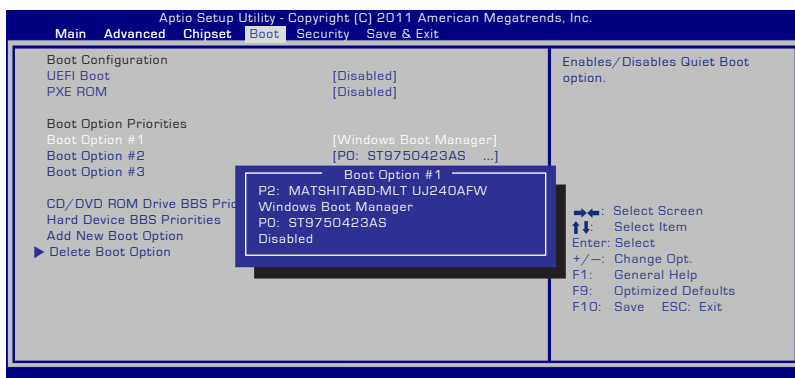 Aptio Setup Utility - Copyright (C) 2011 American Megatrends, Inc.
Main Advanced Chipset Boot Security Save & Exit
Boot Configuration
UEFI Boot [Disabled]
PXE ROM [Disabled]
Boot Option Priorities
Boot Option #1 [Windows Boot Manager]
Boot Option #2 [P0: ST9750423AS ...]
Boot Option #3
CD/DVD ROM Drive BBS Prio
Hard Device BBS Priorities
Add New Boot Option
Delete Boot Option
Boot Option #1
P2: MATSHITABD-MLT UJ240AFW
Windows Boot Manager
P0: ST9750423AS
Disabled
Enables/Disables Quiet Boot
option.
→←: Select Screen
↑↓: Select Item
Enter: Select
+/—: Change Opt.
F1: General Help
F9: Optimized Defaults
F10: Save ESC: Exit